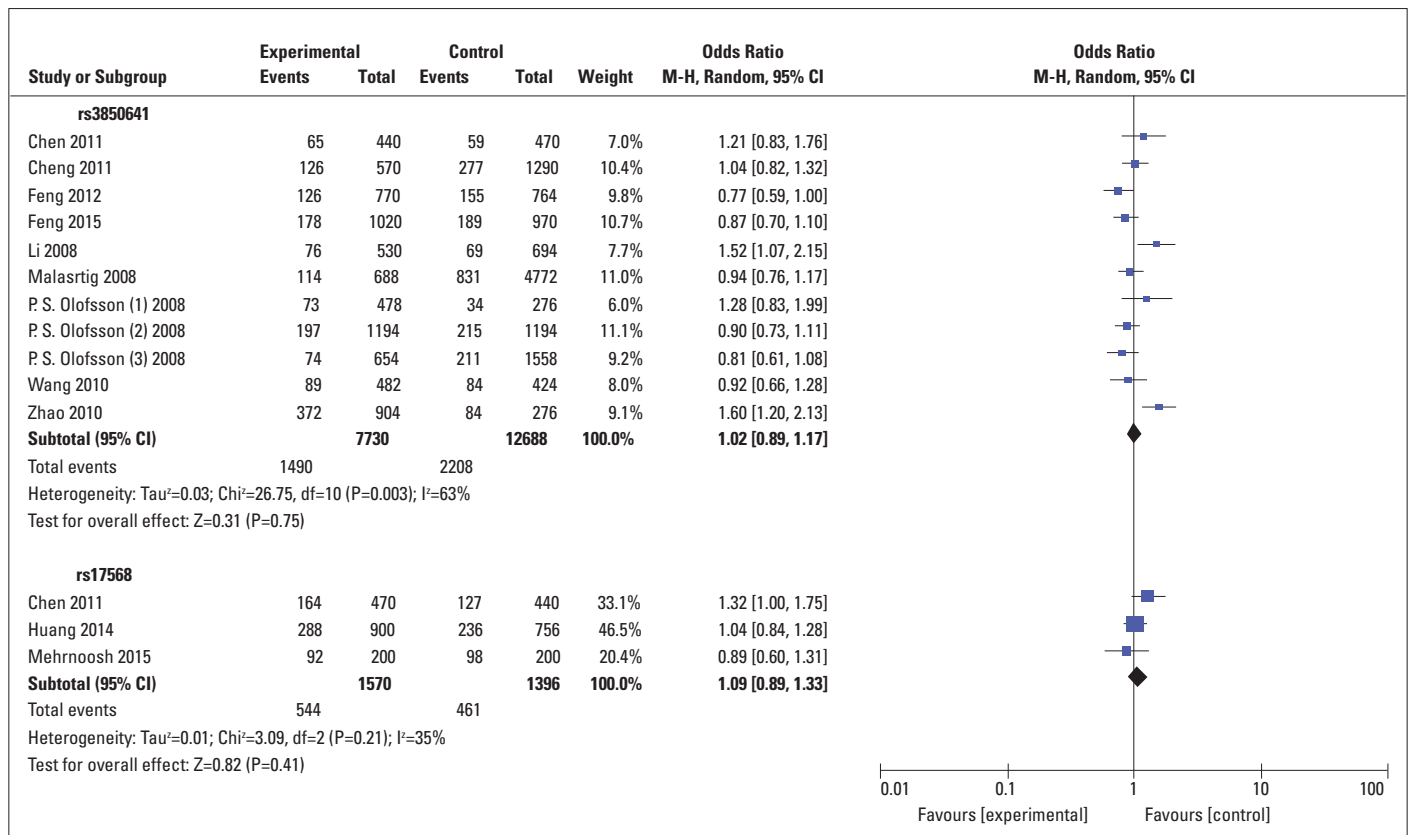 Experimental Control Odds Ratio Odds Ratio
Study or Subgroup Events Total Events Total Weight M-H, Random, 95% CI M-H, Random, 95% CI
rs3850641
Chen 2011 65 440 59 470 7.0% 1.21 [0.83, 1.76]
Cheng 2011 126 570 277 1290 10.4% 1.04 [0.82, 1.32]
Feng 2012 126 770 155 764 9.8% 0.77 [0.59, 1.00]
Feng 2015 178 1020 189 970 10.7% 0.87 [0.70, 1.10]
Li 2008 76 530 69 694 7.7% 1.52 [1.07, 2.15]
Malasrtig 2008 114 688 831 4772 11.0% 0.94 [0.76, 1.17]
P. S. Olofsson (1) 2008 73 478 34 276 6.0% 1.28 [0.83, 1.99]
P. S. Olofsson (2) 2008 197 1194 215 1194 11.1% 0.90 [0.73, 1.11]
P. S. Olofsson (3) 2008 74 654 211 1558 9.2% 0.81 [0.61, 1.08]
Wang 2010 89 482 84 424 8.0% 0.92 [0.66, 1.28]
Zhao 2010 372 904 84 276 9.1% 1.60 [1.20, 2.13]
Subtotal (95% CI) 7730 12688 100.0% 1.02 [0.89, 1.17]
Total events 1490 2208
Heterogeneity: Tauᶻ=0.03; Chiᶻ=26.75, df=10 (P=0.003); Iᶻ=63%
Test for overall effect: Z=0.31 (P=0.75)
rs17568
Chen 2011 164 470 127 440 33.1% 1.32 [1.00, 1.75]
Huang 2014 288 900 236 756 46.5% 1.04 [0.84, 1.28]
Mehrnoosh 2015 92 200 98 200 20.4% 0.89 [0.60, 1.31]
Subtotal (95% CI) 1570 1396 100.0% 1.09 [0.89, 1.33]
Total events 544 461
Heterogeneity: Tauᶻ=0.01; Chiᶻ=3.09, df=2 (P=0.21); Iᶻ=35%
Test for overall effect: Z=0.82 (P=0.41)
0.01 0.1 1 10 100
Favours [experimental] Favours [control]